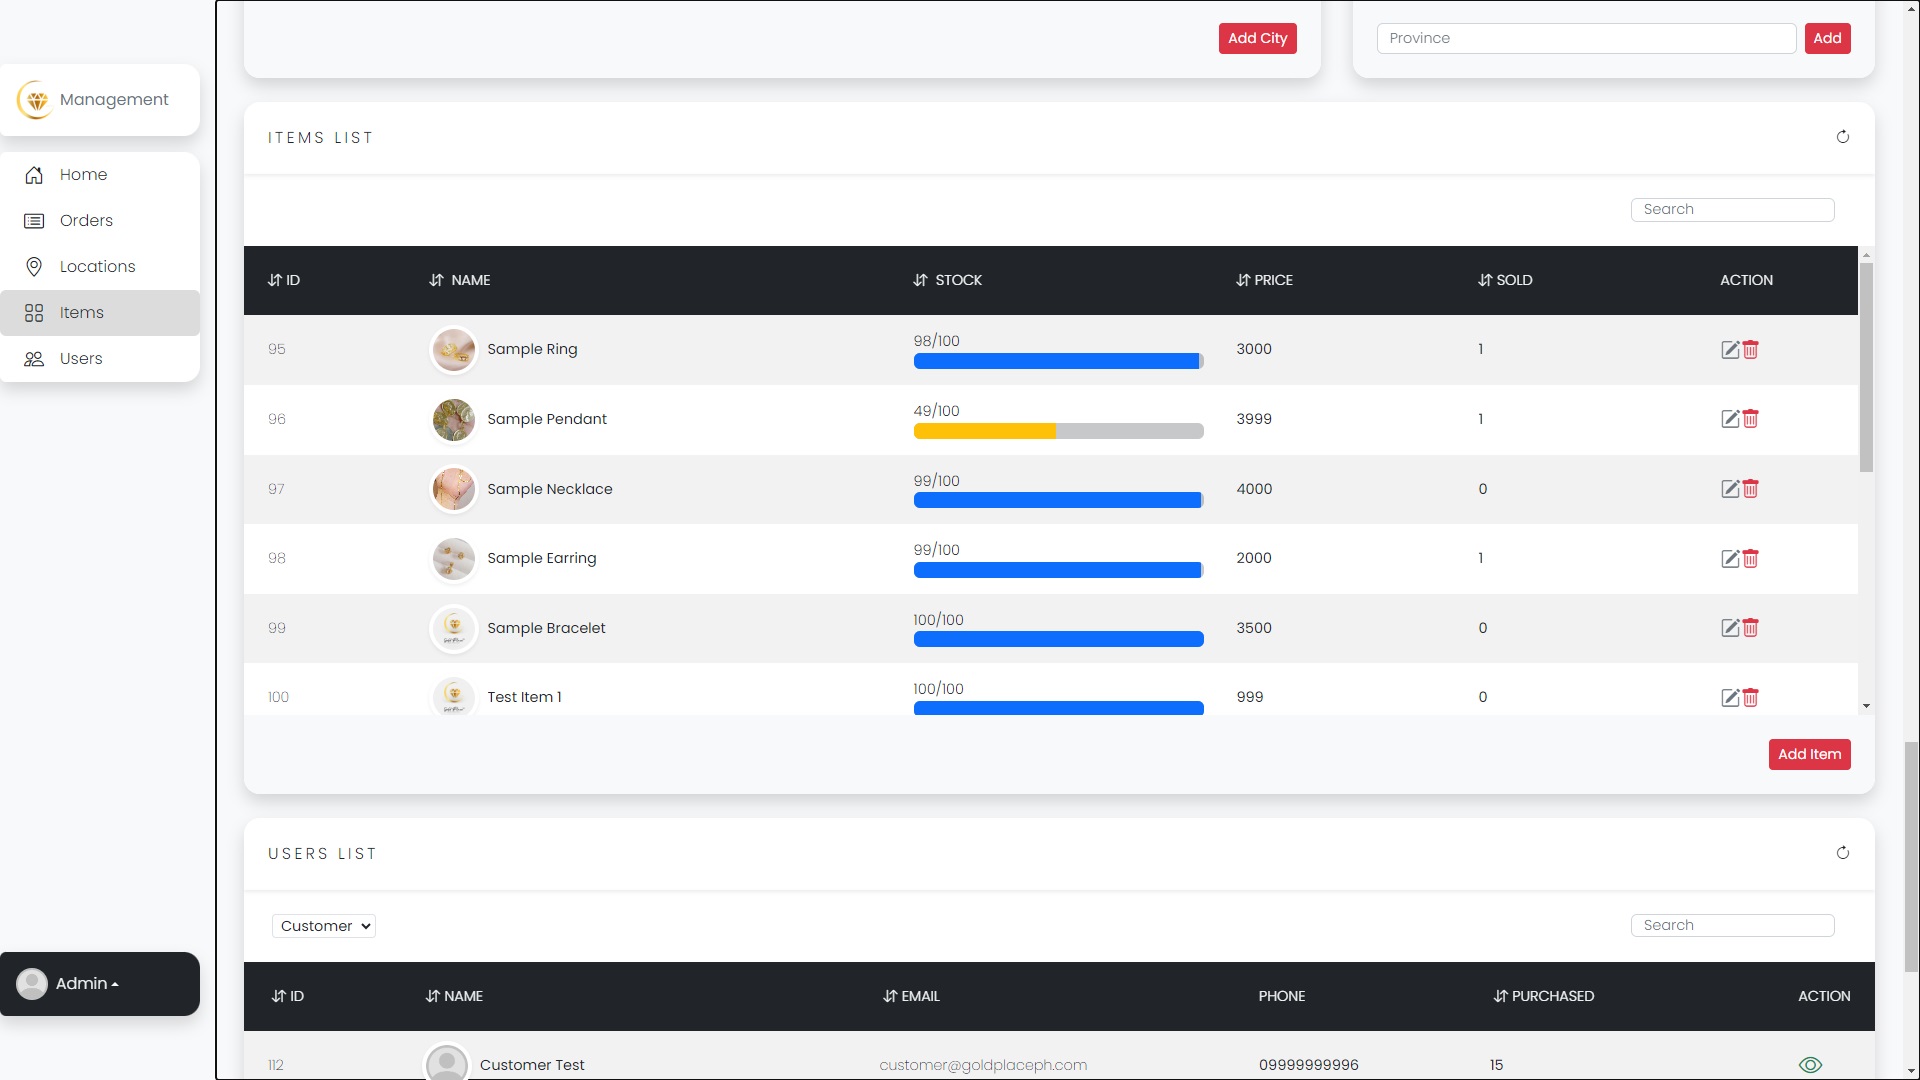 Add City
Province
Add
Management
Home
Orders
Locations
Items
Users
Admin
ITEMS LIST
Search
ID NAME STOCK PRICE SOLD ACTION
95 Sample Ring 98/100 3000 1
96 Sample Pendant 49/100 3999 1
97 Sample Necklace 99/100 4000 0
98 Sample Earring 99/100 2000 1
99 Sample Bracelet 100/100 3500 0
100 Test Item 1 100/100 999 0
Add Item
USERS LIST
Customer
Search
ID NAME EMAIL PHONE PURCHASED ACTION
112 Customer Test customer@goldplaceph.com 09999999996 15